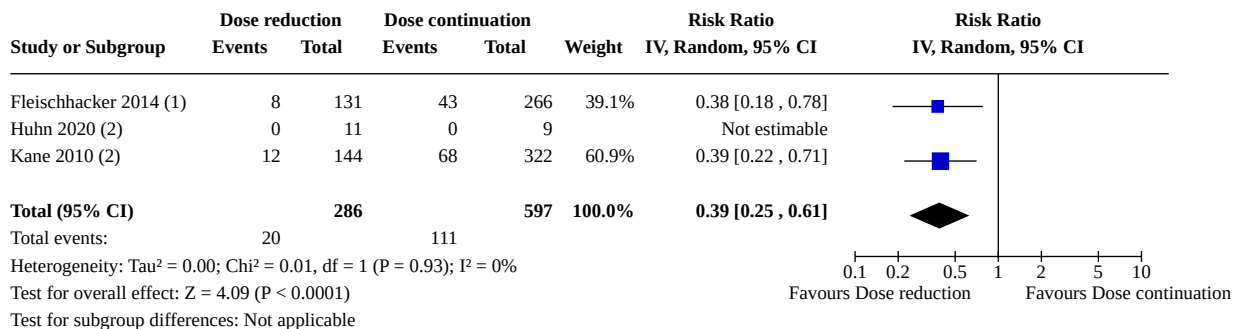 Dose reduction Dose continuation Risk Ratio Risk Ratio
Study or Subgroup Events Total Events Total Weight IV, Random, 95% CI IV, Random, 95% CI
Fleischhacker 2014 (1) 8 131 43 266 39.1% 0.38 [0.18 , 0.78]
Huhn 2020 (2) 0 11 0 9 Not estimable
Kane 2010 (2) 12 144 68 322 60.9% 0.39 [0.22 , 0.71]
Total (95% CI) 286 597 100.0% 0.39 [0.25 , 0.61]
Total events: 20 111
Heterogeneity: Tau² = 0.00; Chi² = 0.01, df = 1 (P = 0.93); I² = 0%
0.1 0.2 0.5 1 2 5 10
Test for overall effect: Z = 4.09 (P < 0.0001)
Favours Dose reduction Favours Dose continuation
Test for subgroup differences: Not applicable